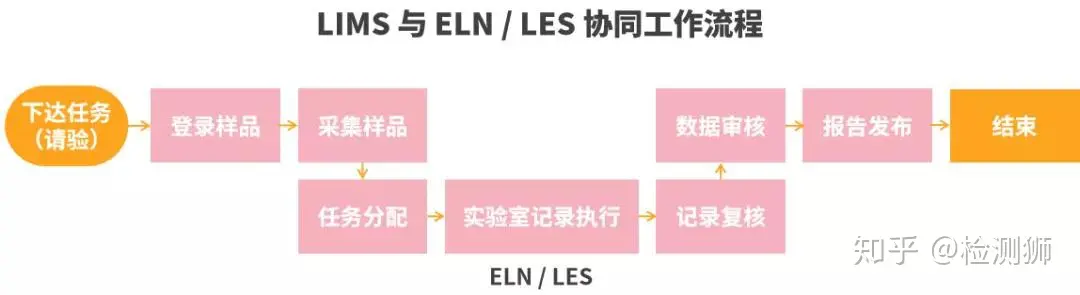 LIMS 与 ELN / LES 协同工作流程
下达任务
（请验）
登录样品
采集样品
任务分配
实验室记录执行
记录复核
数据审核
报告发布
结束
ELN / LES
知乎 @检测狮